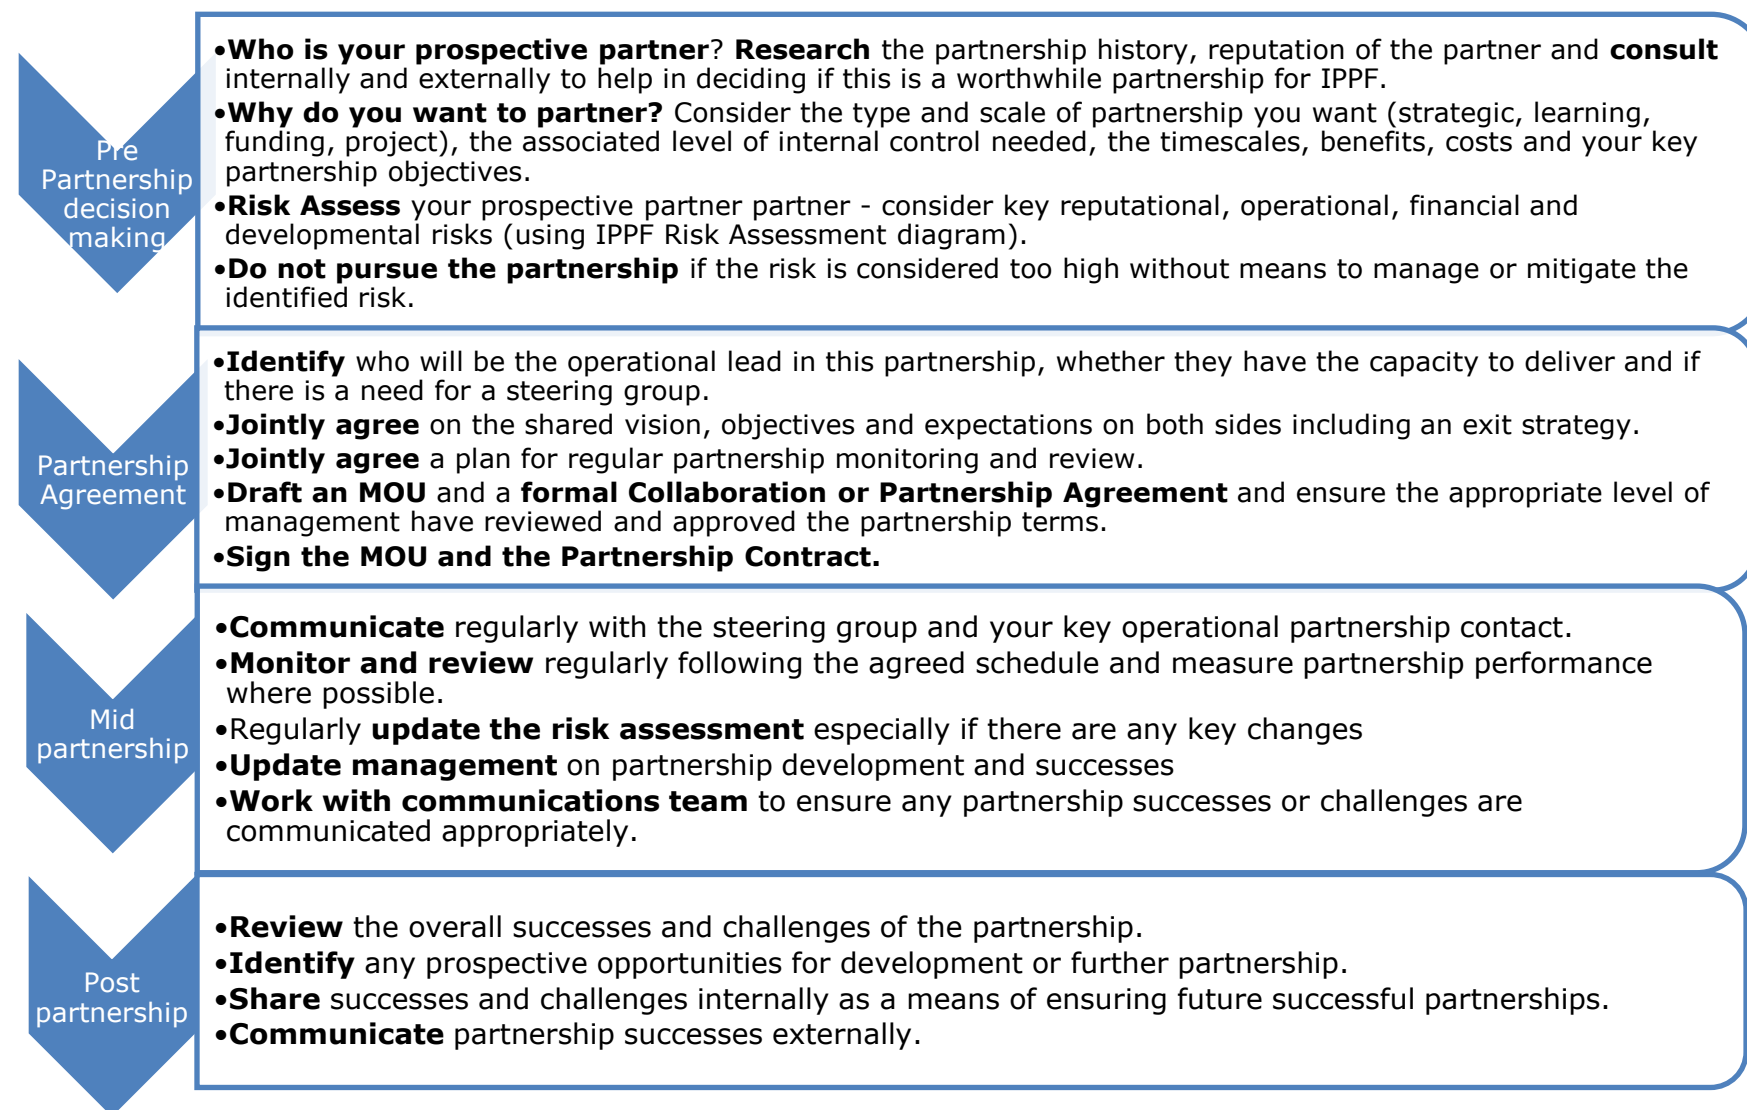 Pre
Partnership
decision
making
•Who is your prospective partner? Research the partnership history, reputation of the partner and consult
internally and externally to help in deciding if this is a worthwhile partnership for IPPF.
•Why do you want to partner? Consider the type and scale of partnership you want (strategic, learning,
funding, project), the associated level of internal control needed, the timescales, benefits, costs and your key
partnership objectives.
•Risk Assess your prospective partner partner - consider key reputational, operational, financial and
developmental risks (using IPPF Risk Assessment diagram).
•Do not pursue the partnership if the risk is considered too high without means to manage or mitigate the
identified risk.
Partnership
Agreement
•Identify who will be the operational lead in this partnership, whether they have the capacity to deliver and if
there is a need for a steering group.
•Jointly agree on the shared vision, objectives and expectations on both sides including an exit strategy.
•Jointly agree a plan for regular partnership monitoring and review.
•Draft an MOU and a formal Collaboration or Partnership Agreement and ensure the appropriate level of
management have reviewed and approved the partnership terms.
•Sign the MOU and the Partnership Contract.
Mid
partnership
•Communicate regularly with the steering group and your key operational partnership contact.
•Monitor and review regularly following the agreed schedule and measure partnership performance
where possible.
•Regularly update the risk assessment especially if there are any key changes
•Update management on partnership development and successes
•Work with communications team to ensure any partnership successes or challenges are
communicated appropriately.
Post
partnership
•Review the overall successes and challenges of the partnership.
•Identify any prospective opportunities for development or further partnership.
•Share successes and challenges internally as a means of ensuring future successful partnerships.
•Communicate partnership successes externally.